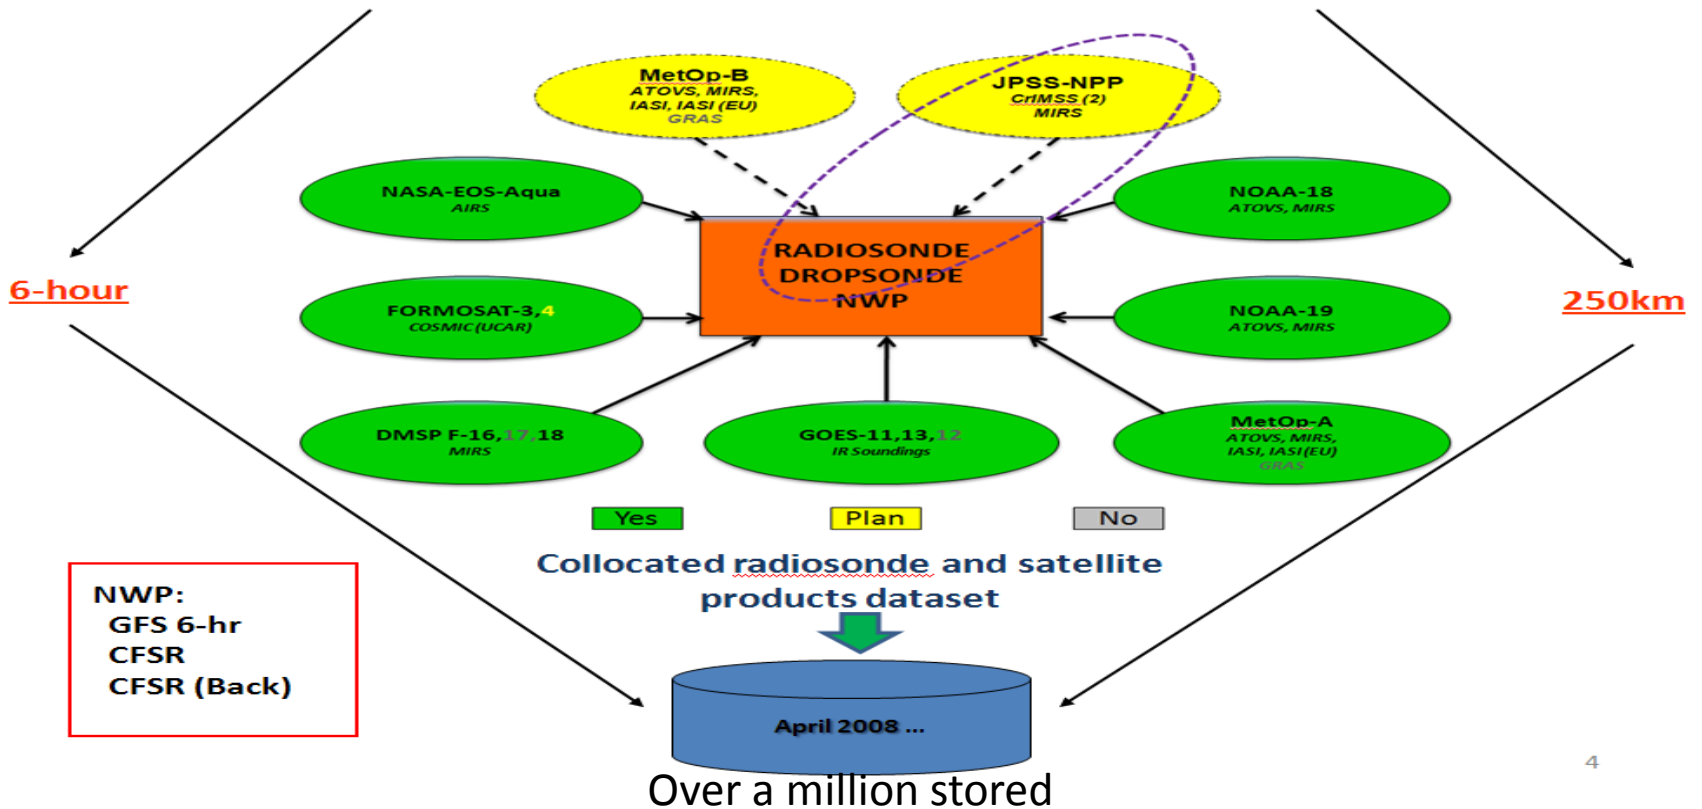 MetOp-B
ATOVS, MIRS,
IASI, IASI (EU)
GRAS
JPSS-NPP
CrIMSS (2)
MIRS
NASA-EOS-Aqua
AIRS
NOAA-18
ATOVS, MIRS
RADIOSONDE
DROPSONDE
NWP
6-hour
250km
FORMOSAT-3,4
COSMIC (UCAR)
NOAA-19
ATOVS, MIRS
DMSP F-16,17,18
MIRS
GOES-11,13,12
IR Soundings
MetOp-A
ATOVS, MIRS,
IASI, IASI (EU)
GRAS
Yes
Plan
No
Collocated radiosonde and satellite
products dataset
NWP:
GFS 6-hr
CFSR
CFSR (Back)
April 2008 ...
Over a million stored
4